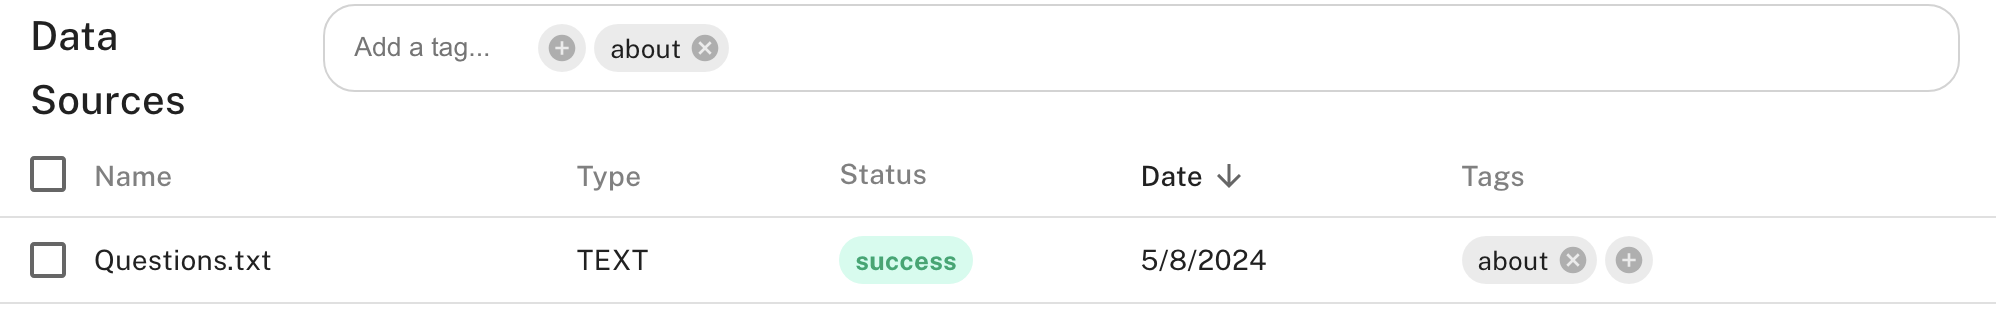 Data
Sources
Add a tag...
about
Name Type Status Date Tags
Questions.txt TEXT success 5/8/2024 about